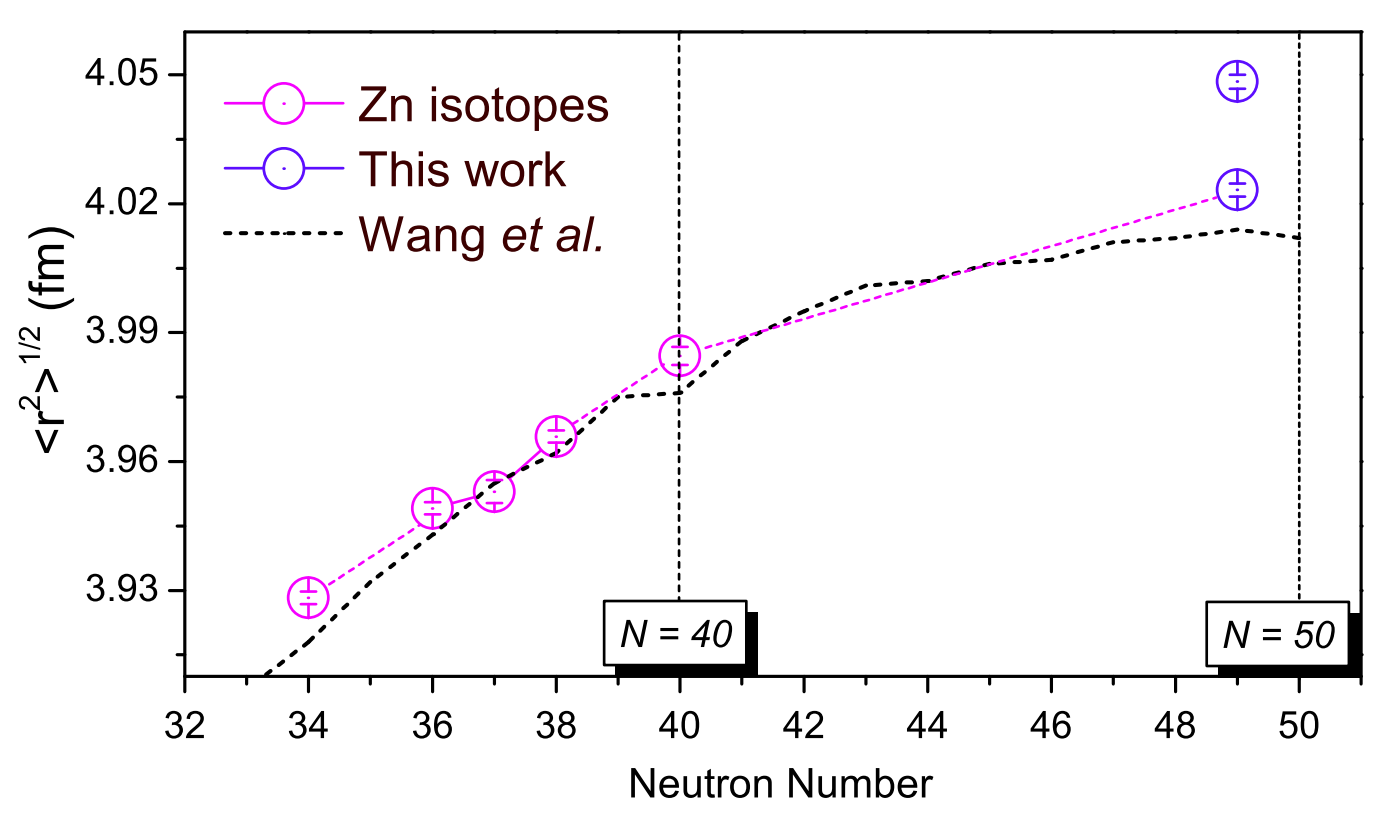 4.05
4.02
3.99
3.96
3.93
<r²>^1/2 (fm)
Zn isotopes
This work
Wang et al.
N = 40
N = 50
32 34 36 38 40 42 44 46 48 50
Neutron Number